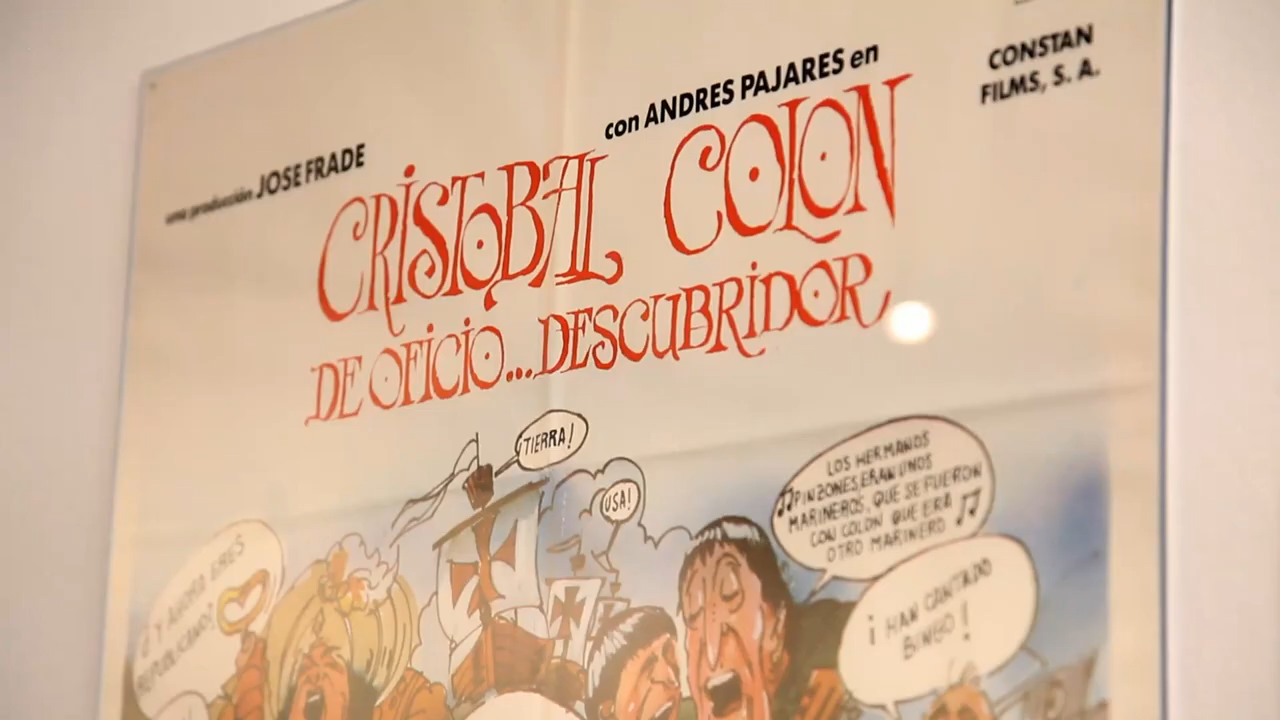 CONSTAN
FILMS, S. A.
con ANDRES PAJARES en
una producción JOSE FRADE
CRISTOBAL COLON
DE OFICIO...DESCUBRIDOR
¡TIERRA!
USA!
LOS HERMANOS
PINZONES, ERAN UNOS
MARINEROS, QUE SE FUERON
CON COLON QUE ERA
OTRO MARINERO
¡HAN CANTADO
BINGO!
¿Y AHORA ERES
REPUBLICANO?